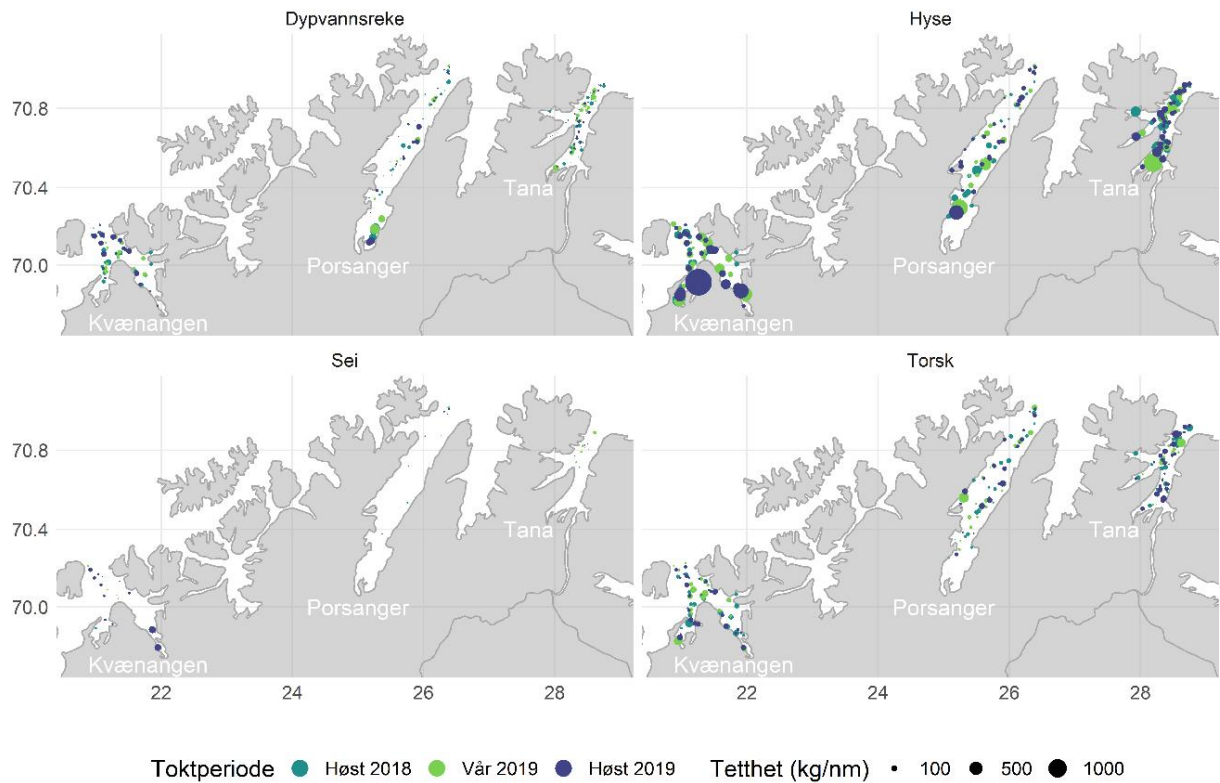 Dypvannsreke
Hyse
70.8
70.4
70.0
Tana
Porsanger
Kvænangen
Tana
Porsanger
Kvænangen
Sei
Torsk
70.8
70.4
70.0
Tana
Porsanger
Kvænangen
Tana
Porsanger
Kvænangen
22 24 26 28 22 24 26 28
Toktperiode Høst 2018 Vår 2019 Høst 2019 Tetthet (kg/nm) 100 500 1000